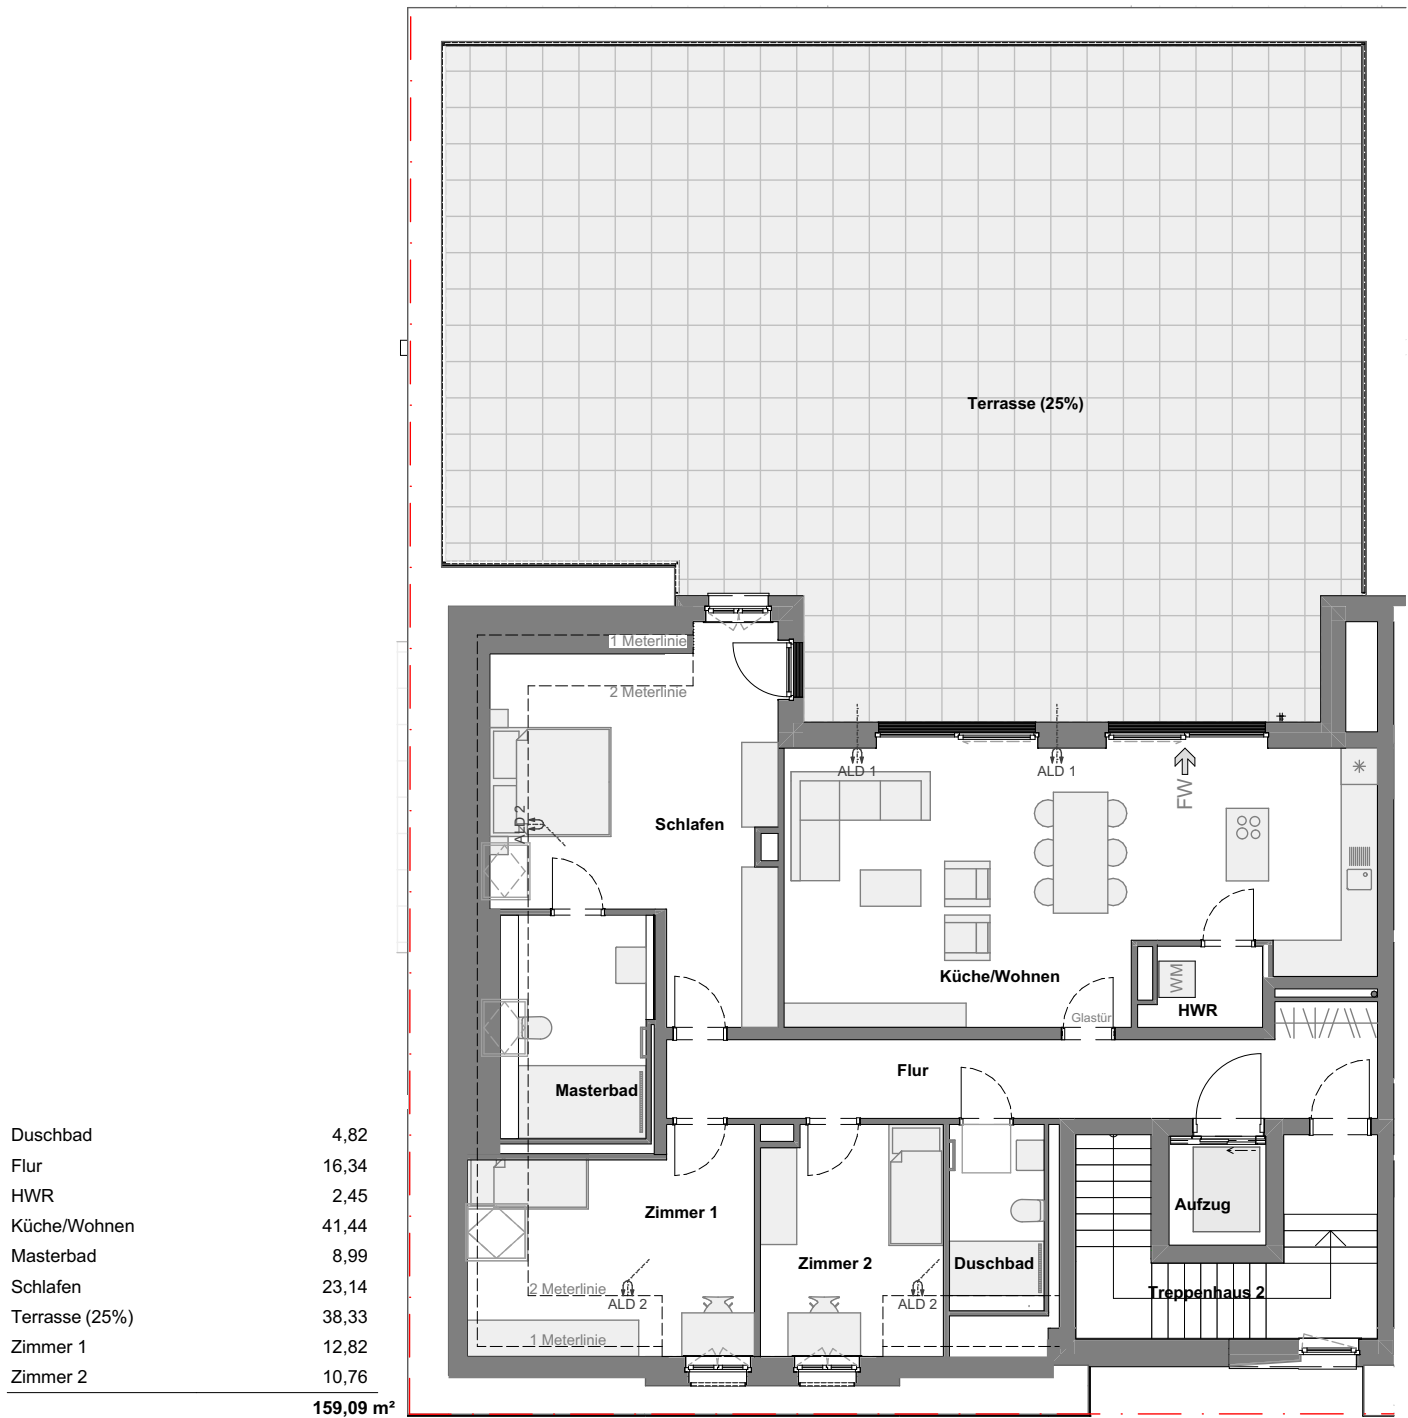 Terrasse (25%)
1 Meterlinie
2 Meterlinie
ALD 1
ALD 1
FW
ALD 2
Schlafen
Küche/Wohnen
WM
HWR
Glastür
Flur
Masterbad
Zimmer 1
Zimmer 2
Duschbad
Aufzug
Treppenhaus 2
2 Meterlinie
ALD 2
ALD 2
1 Meterlinie
Duschbad 4,82
Flur 16,34
HWR 2,45
Küche/Wohnen 41,44
Masterbad 8,99
Schlafen 23,14
Terrasse (25%) 38,33
Zimmer 1 12,82
Zimmer 2 10,76
159,09 m²